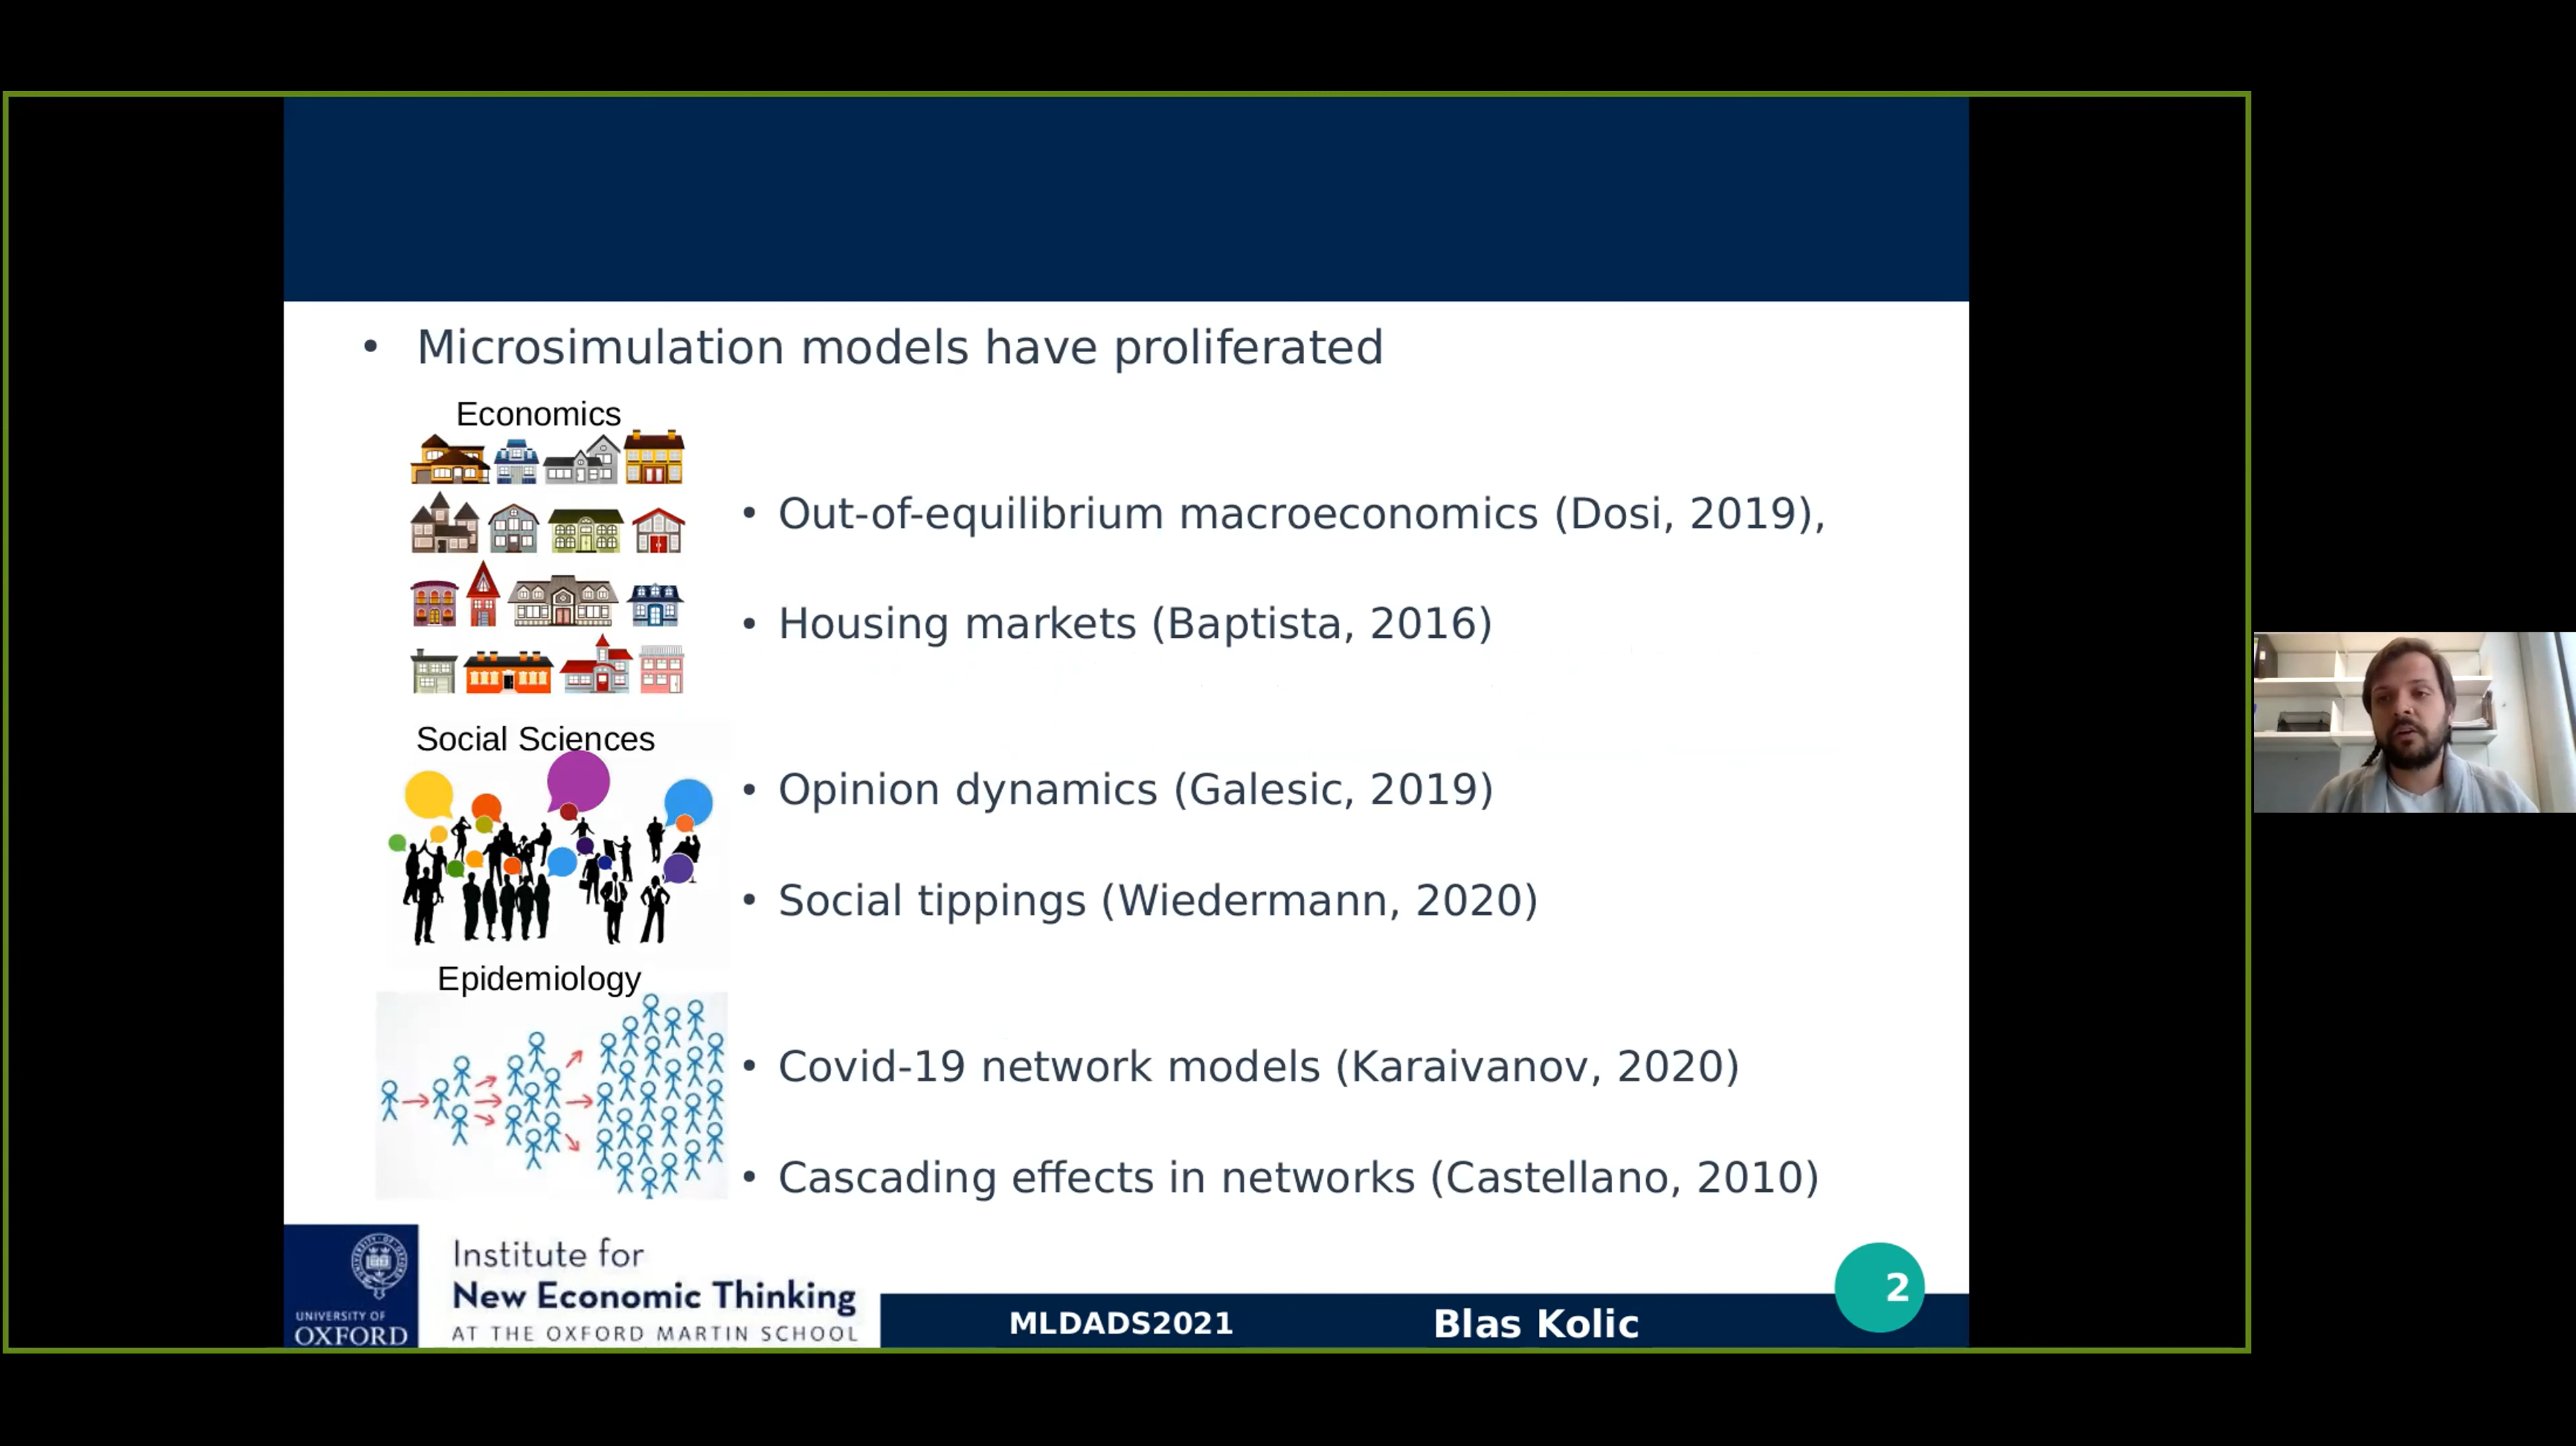 • Microsimulation models have proliferated
Economics
• Out-of-equilibrium macroeconomics (Dosi, 2019),
• Housing markets (Baptista, 2016)
Social Sciences
• Opinion dynamics (Galesic, 2019)
• Social tippings (Wiedermann, 2020)
Epidemiology
• Covid-19 network models (Karaivanov, 2020)
• Cascading effects in networks (Castellano, 2010)
UNIVERSITY OF
OXFORD
Institute for
New Economic Thinking
AT THE OXFORD MARTIN SCHOOL
MLDADS2021
Blas Kolic
2